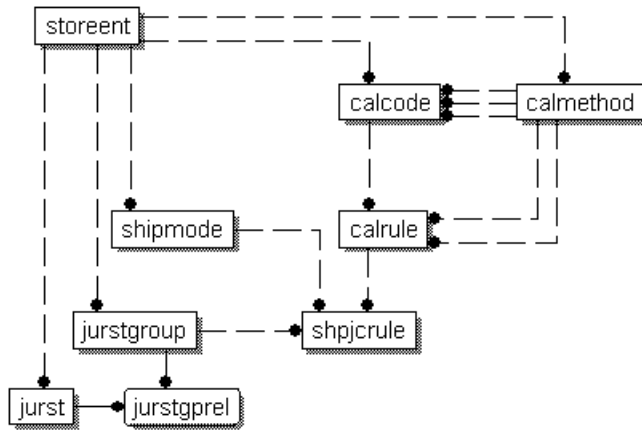 storeent
calcode
calmethod
shipmode
calrule
jurstgroup
shpjcrule
jurst
jurstgprel